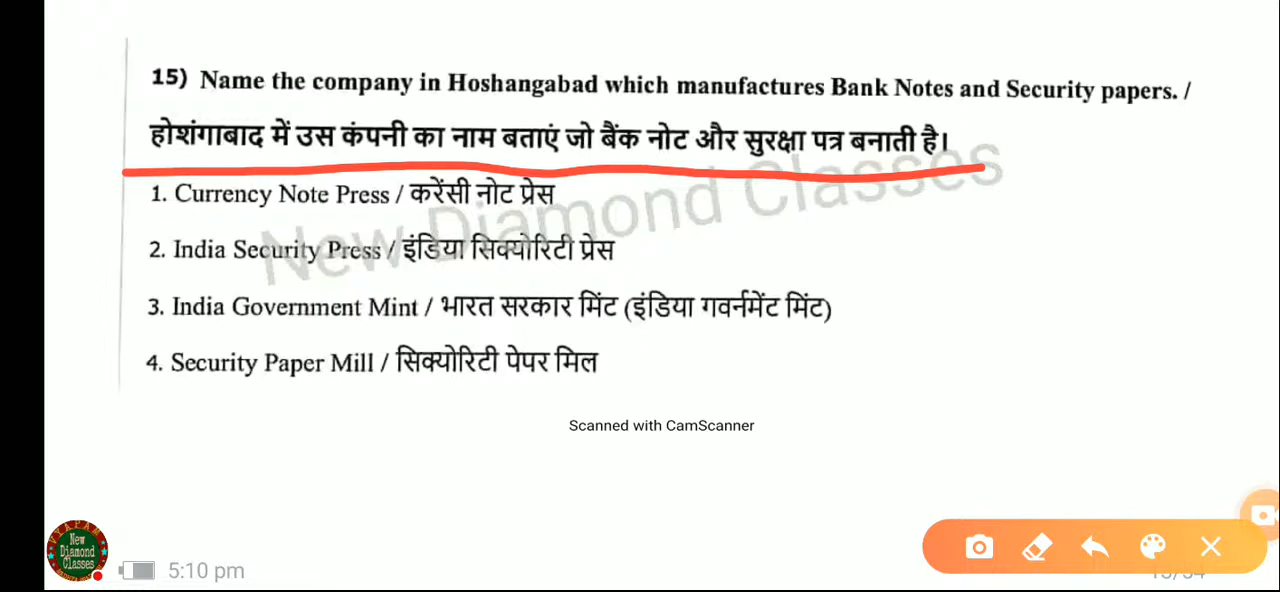 15) Name the company in Hoshangabad which manufactures Bank Notes and Security papers. /
होशंगाबाद में उस कंपनी का नाम बताएं जो बैंक नोट और सुरक्षा पत्र बनाती है।
1. Currency Note Press / करेंसी नोट प्रेस
2. India Security Press / इंडिया सिक्योरिटी प्रेस
3. India Government Mint / भारत सरकार मिंट (इंडिया गवर्नमेंट मिंट)
4. Security Paper Mill / सिक्योरिटी पेपर मिल
New Diamond Classes
Scanned with CamScanner
VYAPAM
New
Diamond
Classes
5:10 pm